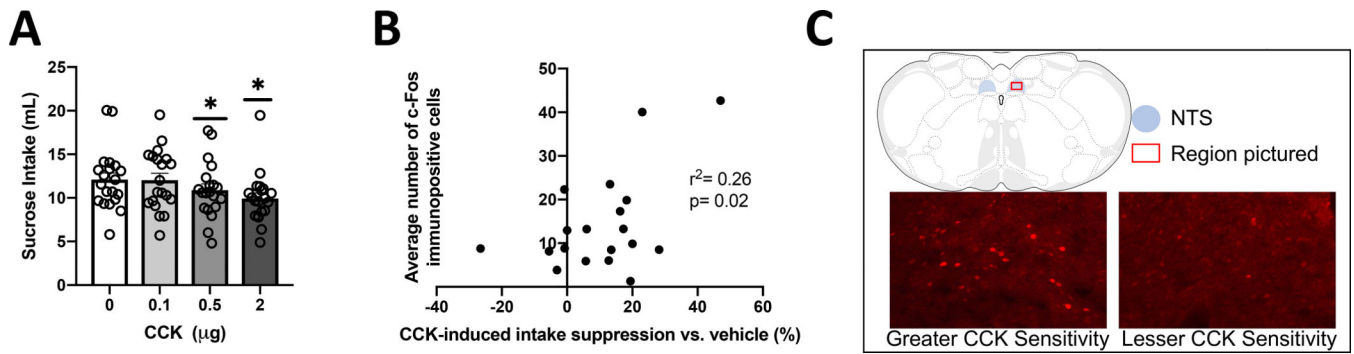 A
Sucrose Intake (mL)
25
20
15
10
5
0
*
*
0 0.1 0.5 2
CCK (μg)
B
Average number of c-Fos
immunopositive cells
50
40
30
20
10
r²= 0.26
p= 0.02
-40 -20 0 20 40 60
CCK-induced intake suppression vs. vehicle (%)
C
NTS
Region pictured
Greater CCK Sensitivity
Lesser CCK Sensitivity